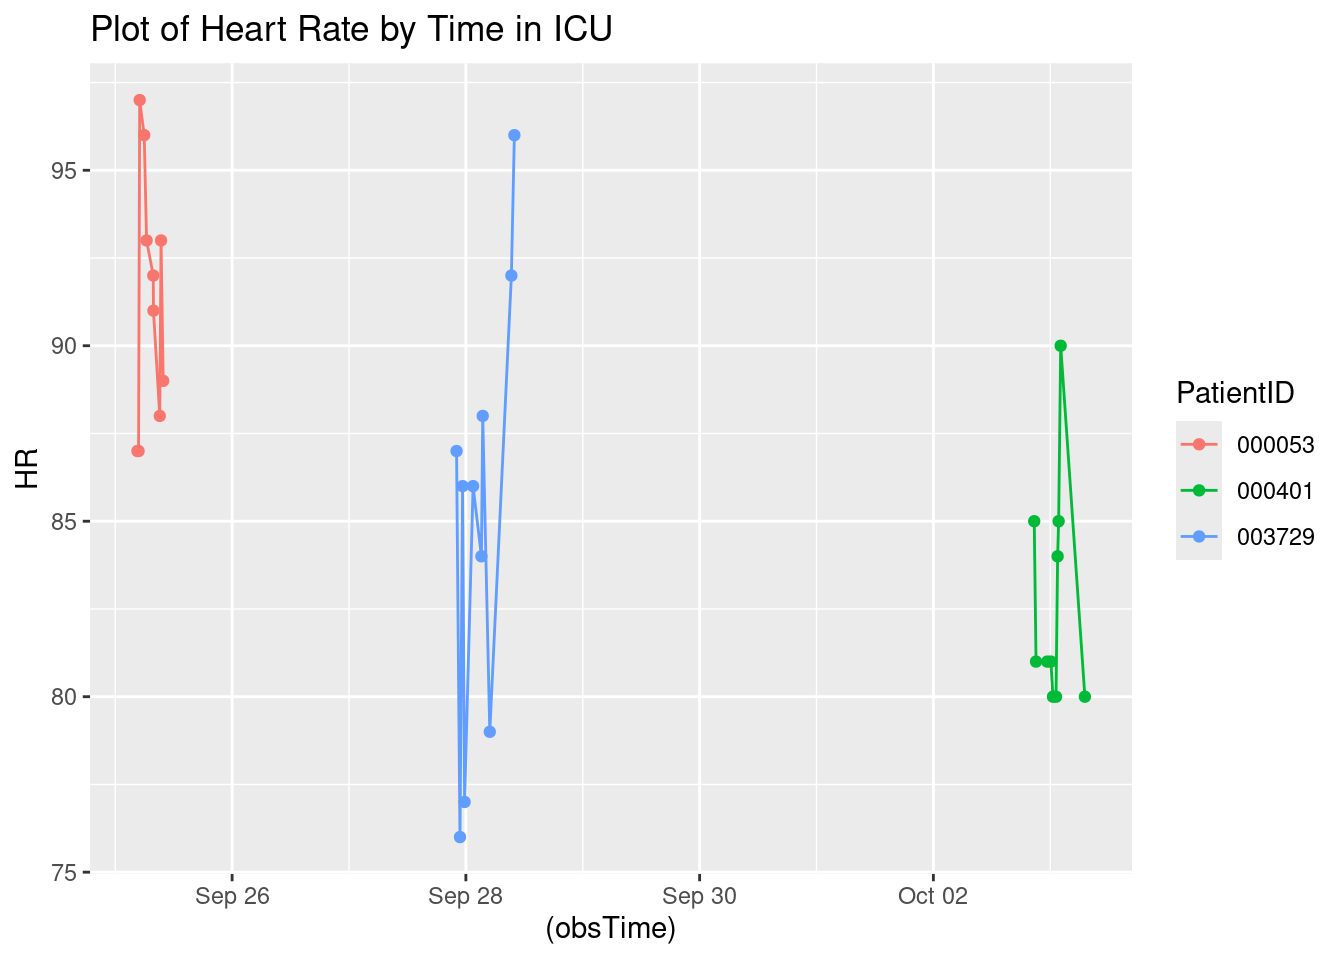 Plot of Heart Rate by Time in ICU
95
90
85
80
75
HR
Sep 26
Sep 28
Sep 30
Oct 02
(obsTime)
PatientID
000053
000401
003729